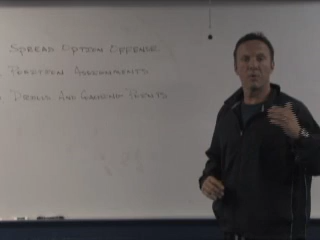 Spread Option Offense
Position Assignments
Drills And Coaching Points